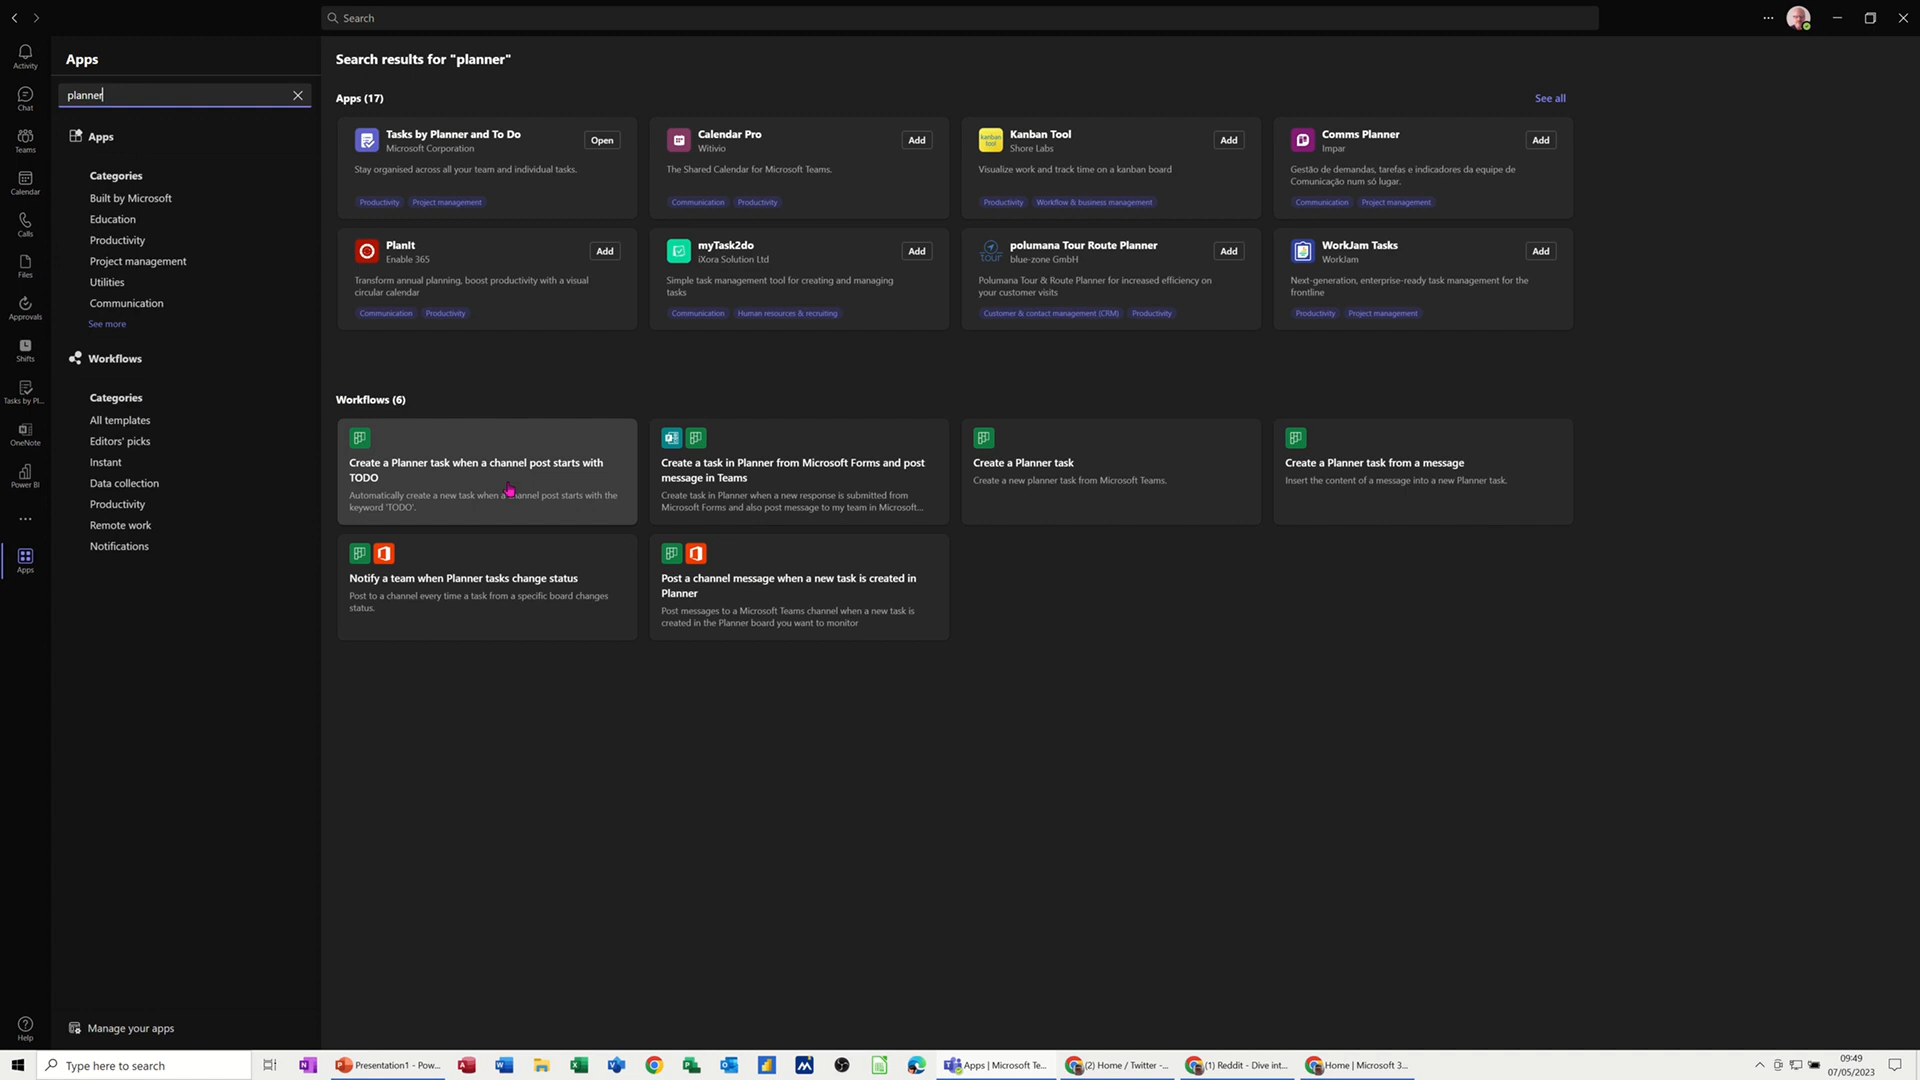 Search
Activity
Chat
Teams
Calendar
Calls
Files
Approvals
Shifts
Tasks by Pl...
OneNote
Power BI
Apps
Help
Apps
planner
Apps
Categories
Built by Microsoft
Education
Productivity
Project management
Utilities
Communication
See more
Workflows
Categories
All templates
Editors' picks
Instant
Data collection
Productivity
Remote work
Notifications
Manage your apps
Search results for "planner"
Apps (17)
See all
Tasks by Planner and To Do
Microsoft Corporation
Open
Stay organised across all your team and individual tasks.
Productivity Project management
Calendar Pro
Witivio
Add
The Shared Calendar for Microsoft Teams.
Communication Productivity
kanban
tool
Kanban Tool
Shore Labs
Add
Visualize work and track time on a kanban board
Productivity Workflow & business management
Comms Planner
Impar
Add
Gestão de demandas, tarefas e indicadores da equipe de
Comunicação num só lugar.
Communication Project management
PlanIt
Enable 365
Add
Transform annual planning, boost productivity with a visual
circular calendar
Communication Productivity
myTask2do
iXora Solution Ltd
Add
Simple task management tool for creating and managing
tasks
Communication Human resources & recruiting
tour
polumana Tour Route Planner
blue-zone GmbH
Add
Polumana Tour & Route Planner for increased efficiency on
your customer visits
Customer & contact management (CRM) Productivity
WorkJam Tasks
WorkJam
Add
Next-generation, enterprise-ready task management for the
frontline
Productivity Project management
Workflows (6)
Create a Planner task when a channel post starts with
TODO
Automatically create a new task when a channel post starts with the
keyword 'TODO'.
Create a task in Planner from Microsoft Forms and post
message in Teams
Create task in Planner when a new response is submitted from
Microsoft Forms and also post message to my team in Microsoft...
Create a Planner task
Create a new planner task from Microsoft Teams.
Create a Planner task from a message
Insert the content of a message into a new Planner task.
Notify a team when Planner tasks change status
Post to a channel every time a task from a specific board changes
status.
Post a channel message when a new task is created in
Planner
Post messages to a Microsoft Teams channel when a new task is
created in the Planner board you want to monitor
Type here to search
Presentation1 - Pow...
Apps | Microsoft Te...
(2) Home / Twitter -...
(1) Reddit - Dive int...
Home | Microsoft 3...
09:49
07/05/2023